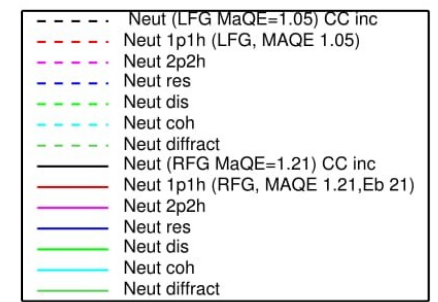 Neut (LFG MaQE=1.05) CC inc
Neut 1p1h (LFG, MAQE 1.05)
Neut 2p2h
Neut res
Neut dis
Neut coh
Neut diffract
Neut (RFG MaQE=1.21) CC inc
Neut 1p1h (RFG, MAQE 1.21,Eb 21)
Neut 2p2h
Neut res
Neut dis
Neut coh
Neut diffract